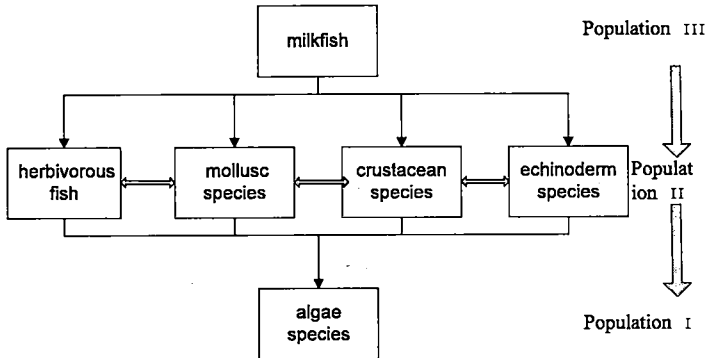 milkfish
Population III
herbivorous
fish
mollusc
species
crustacean
species
echinoderm
species
Populat
ion II
algae
species
Population I